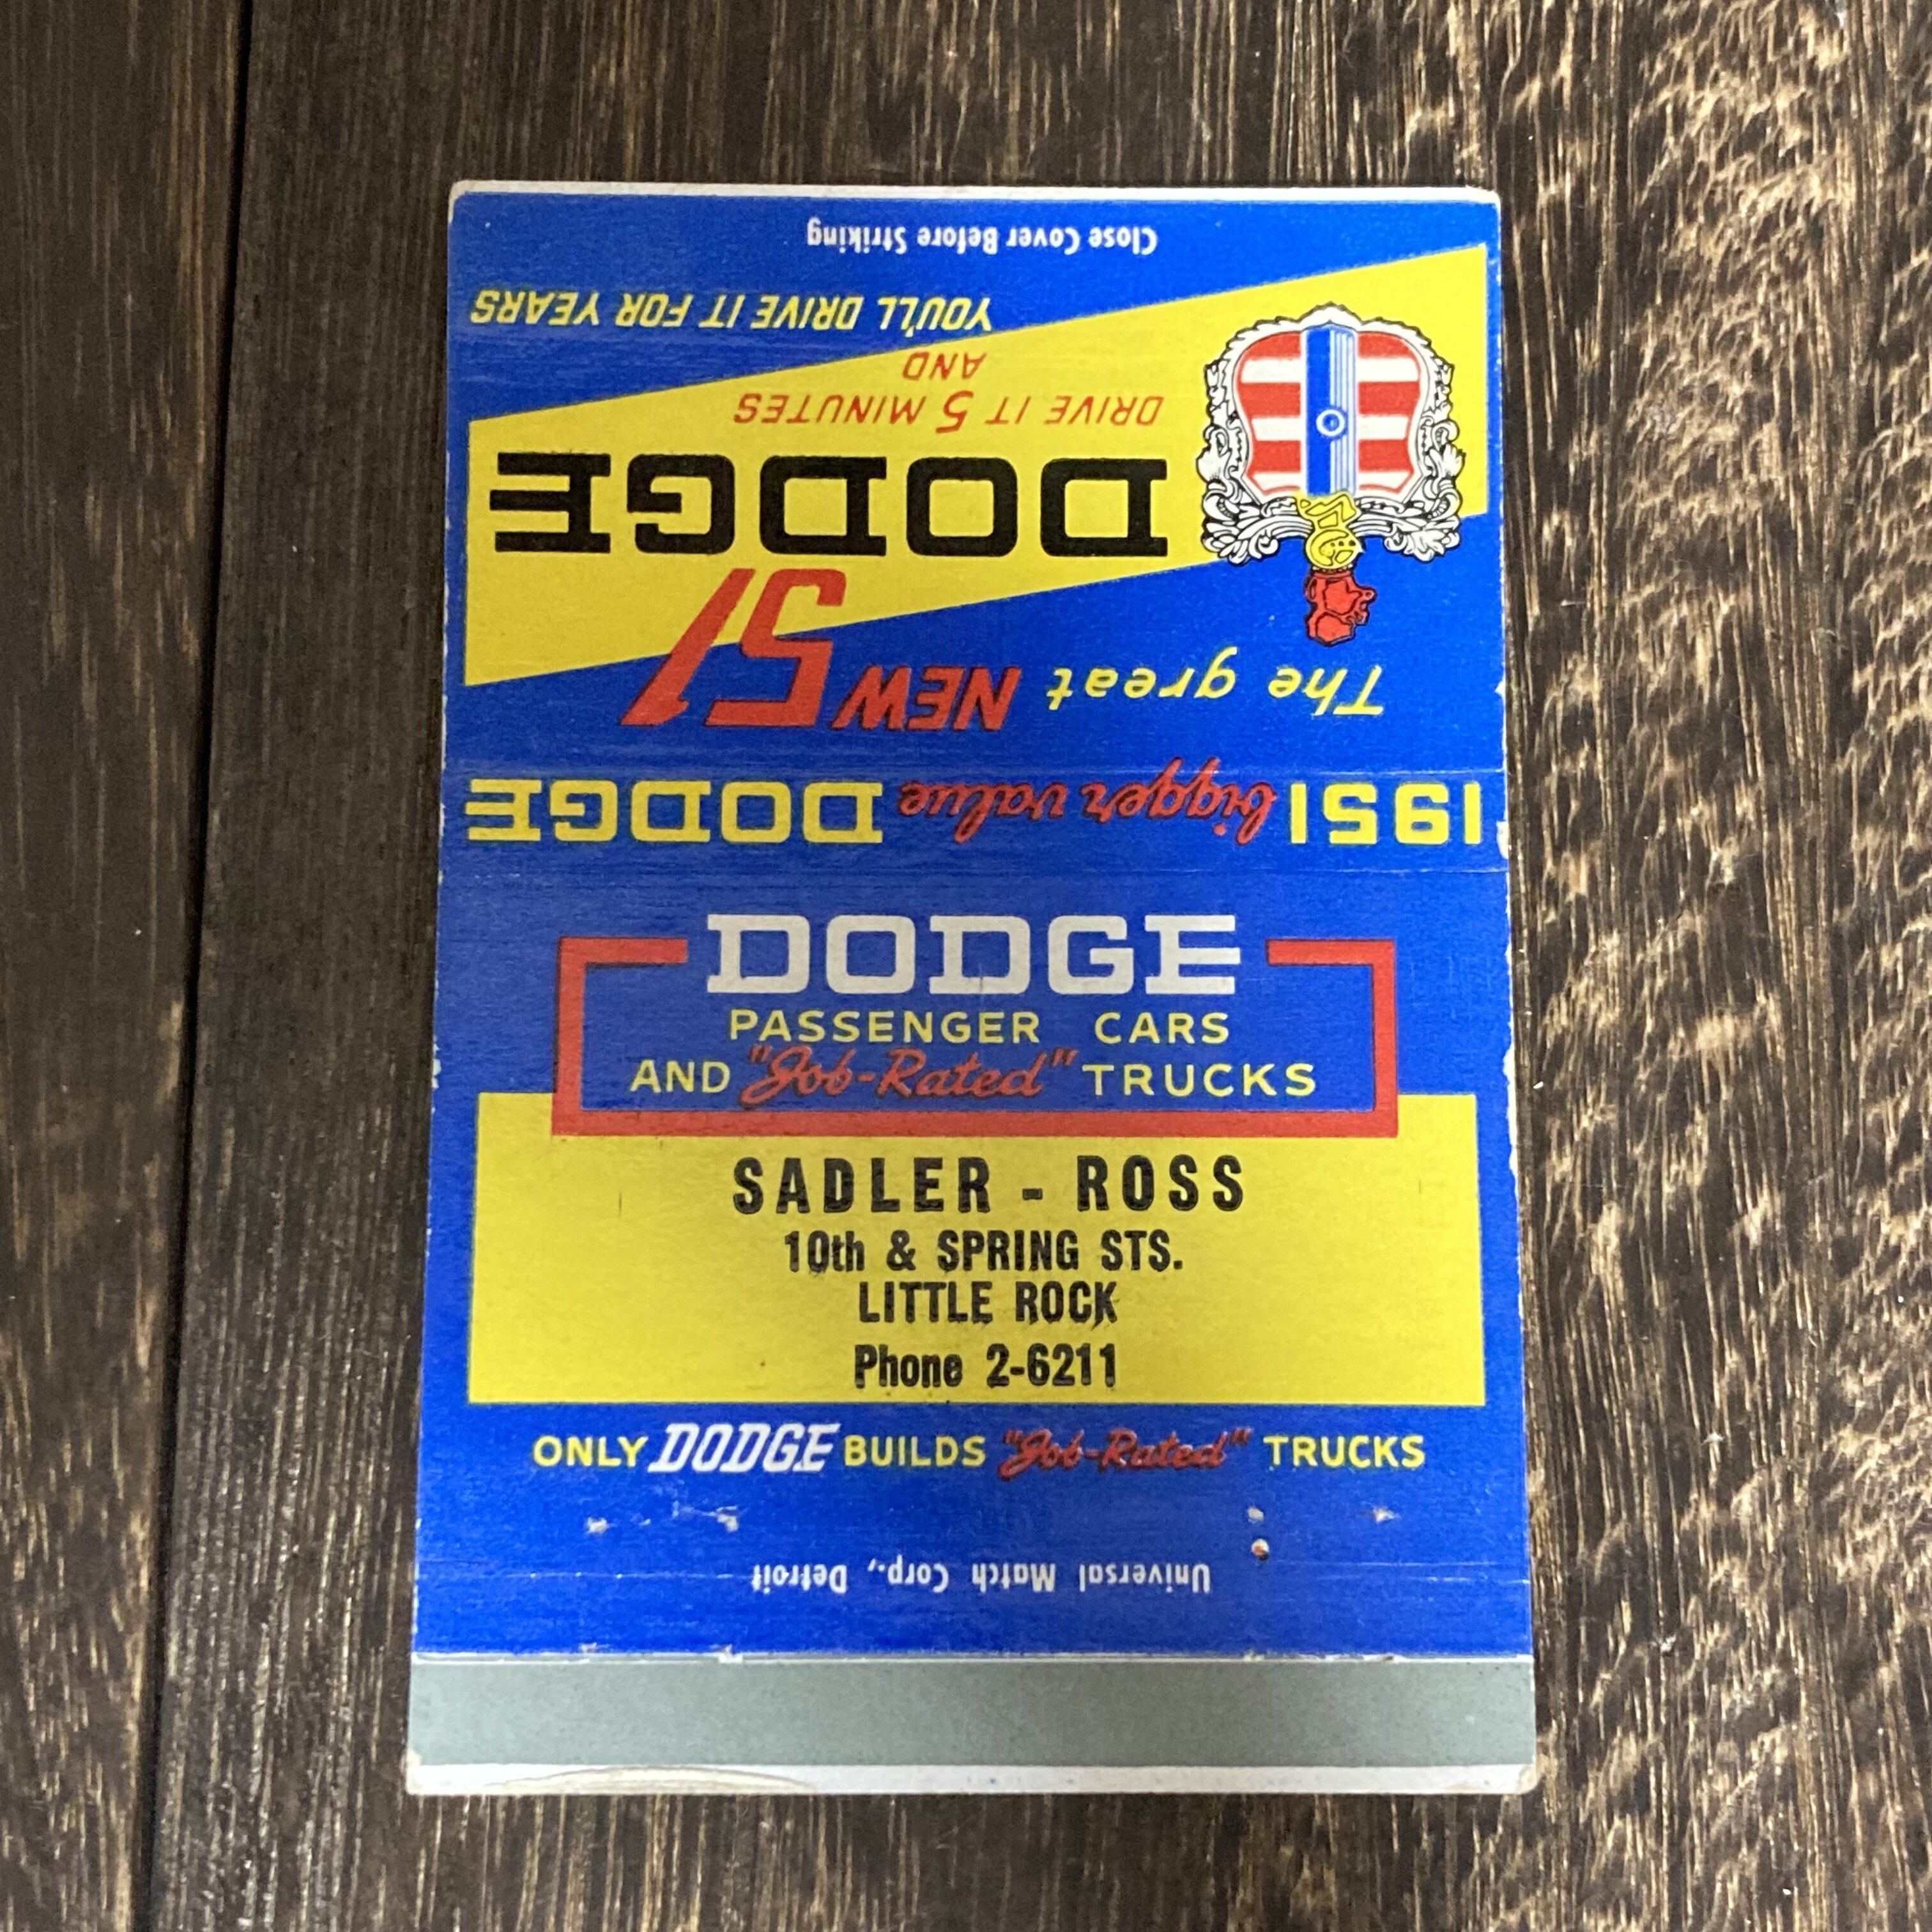 Close Cover Before Striking
The great NEW 51
DODGE
DRIVE IT 5 MINUTES
AND
YOU'LL DRIVE IT FOR YEARS
1951 bigger value DODGE
DODGE
PASSENGER CARS
AND "Job-Rated" TRUCKS
SADLER - ROSS
10th & SPRING STS.
LITTLE ROCK
Phone 2-6211
ONLY DODGE BUILDS "Job-Rated" TRUCKS
Universal Match Corp., Detroit